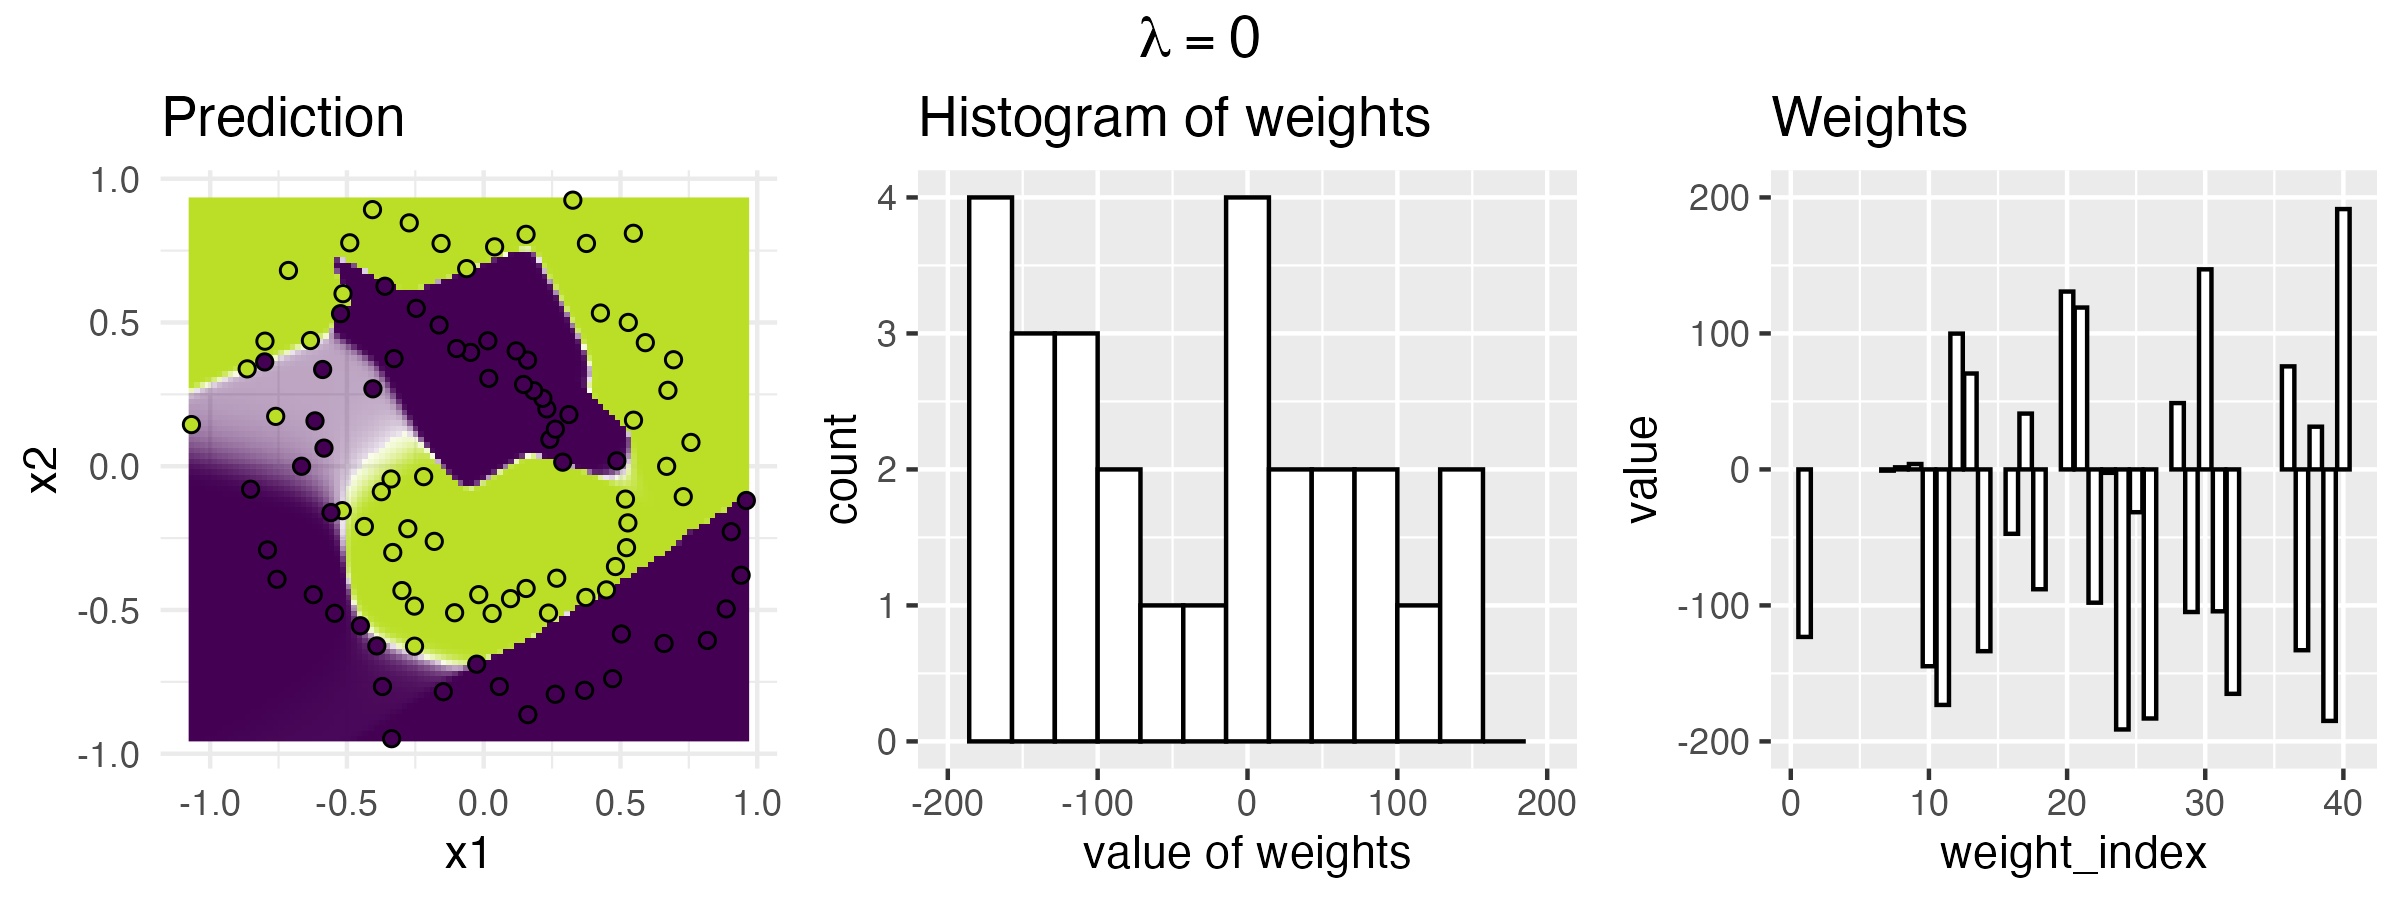 λ = 0
Prediction
1.0
0.5
0.0
-0.5
-1.0
x2
-1.0 -0.5 0.0 0.5 1.0
x1
Histogram of weights
4
3
2
1
0
count
-200 -100 0 100 200
value of weights
Weights
200
100
0
-100
-200
value
0 10 20 30 40
weight_index